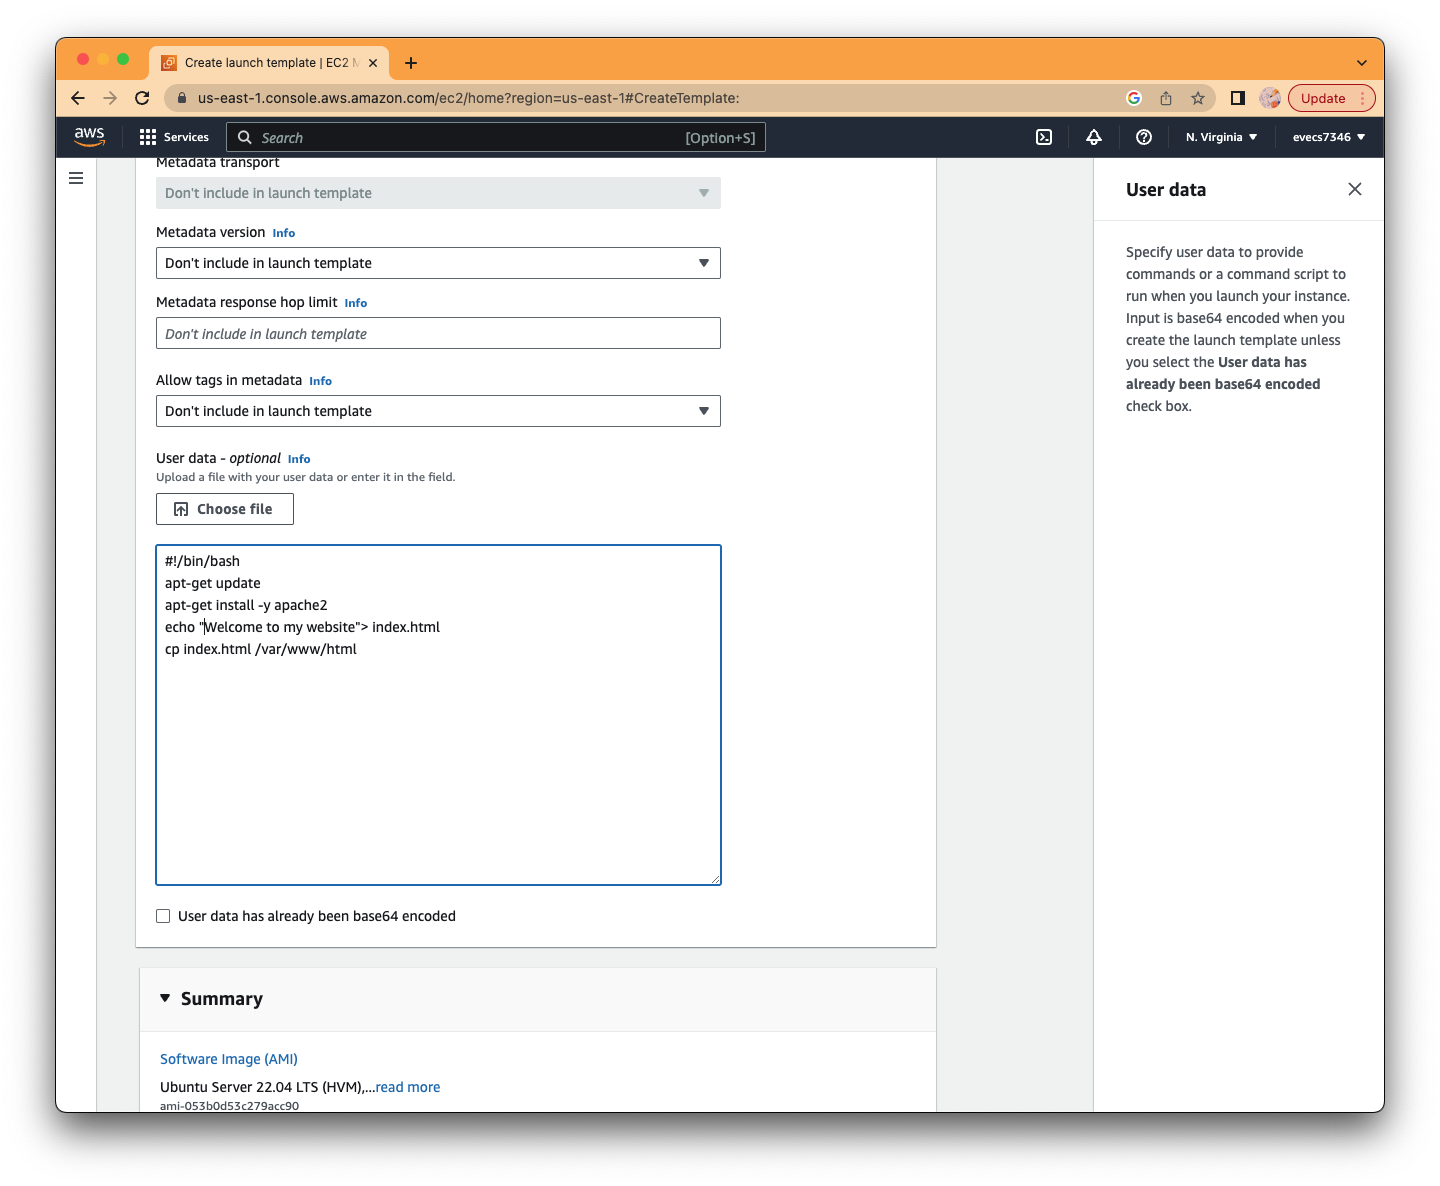 Create launch template | EC2 M
us-east-1.console.aws.amazon.com/ec2/home?region=us-east-1#CreateTemplate:
Update
aws
Services
Search
[Option+S]
N. Virginia
evecs7346
Metadata transport
Don't include in launch template
Metadata version Info
Don't include in launch template
Metadata response hop limit Info
Don't include in launch template
Allow tags in metadata Info
Don't include in launch template
User data - optional Info
Upload a file with your user data or enter it in the field.
Choose file
#!/bin/bash
apt-get update
apt-get install -y apache2
echo "Welcome to my website"> index.html
cp index.html /var/www/html
User data has already been base64 encoded
Summary
Software Image (AMI)
Ubuntu Server 22.04 LTS (HVM),...read more
ami-053b0d53c279acc90
User data
Specify user data to provide
commands or a command script to
run when you launch your instance.
Input is base64 encoded when you
create the launch template unless
you select the User data has
already been base64 encoded
check box.